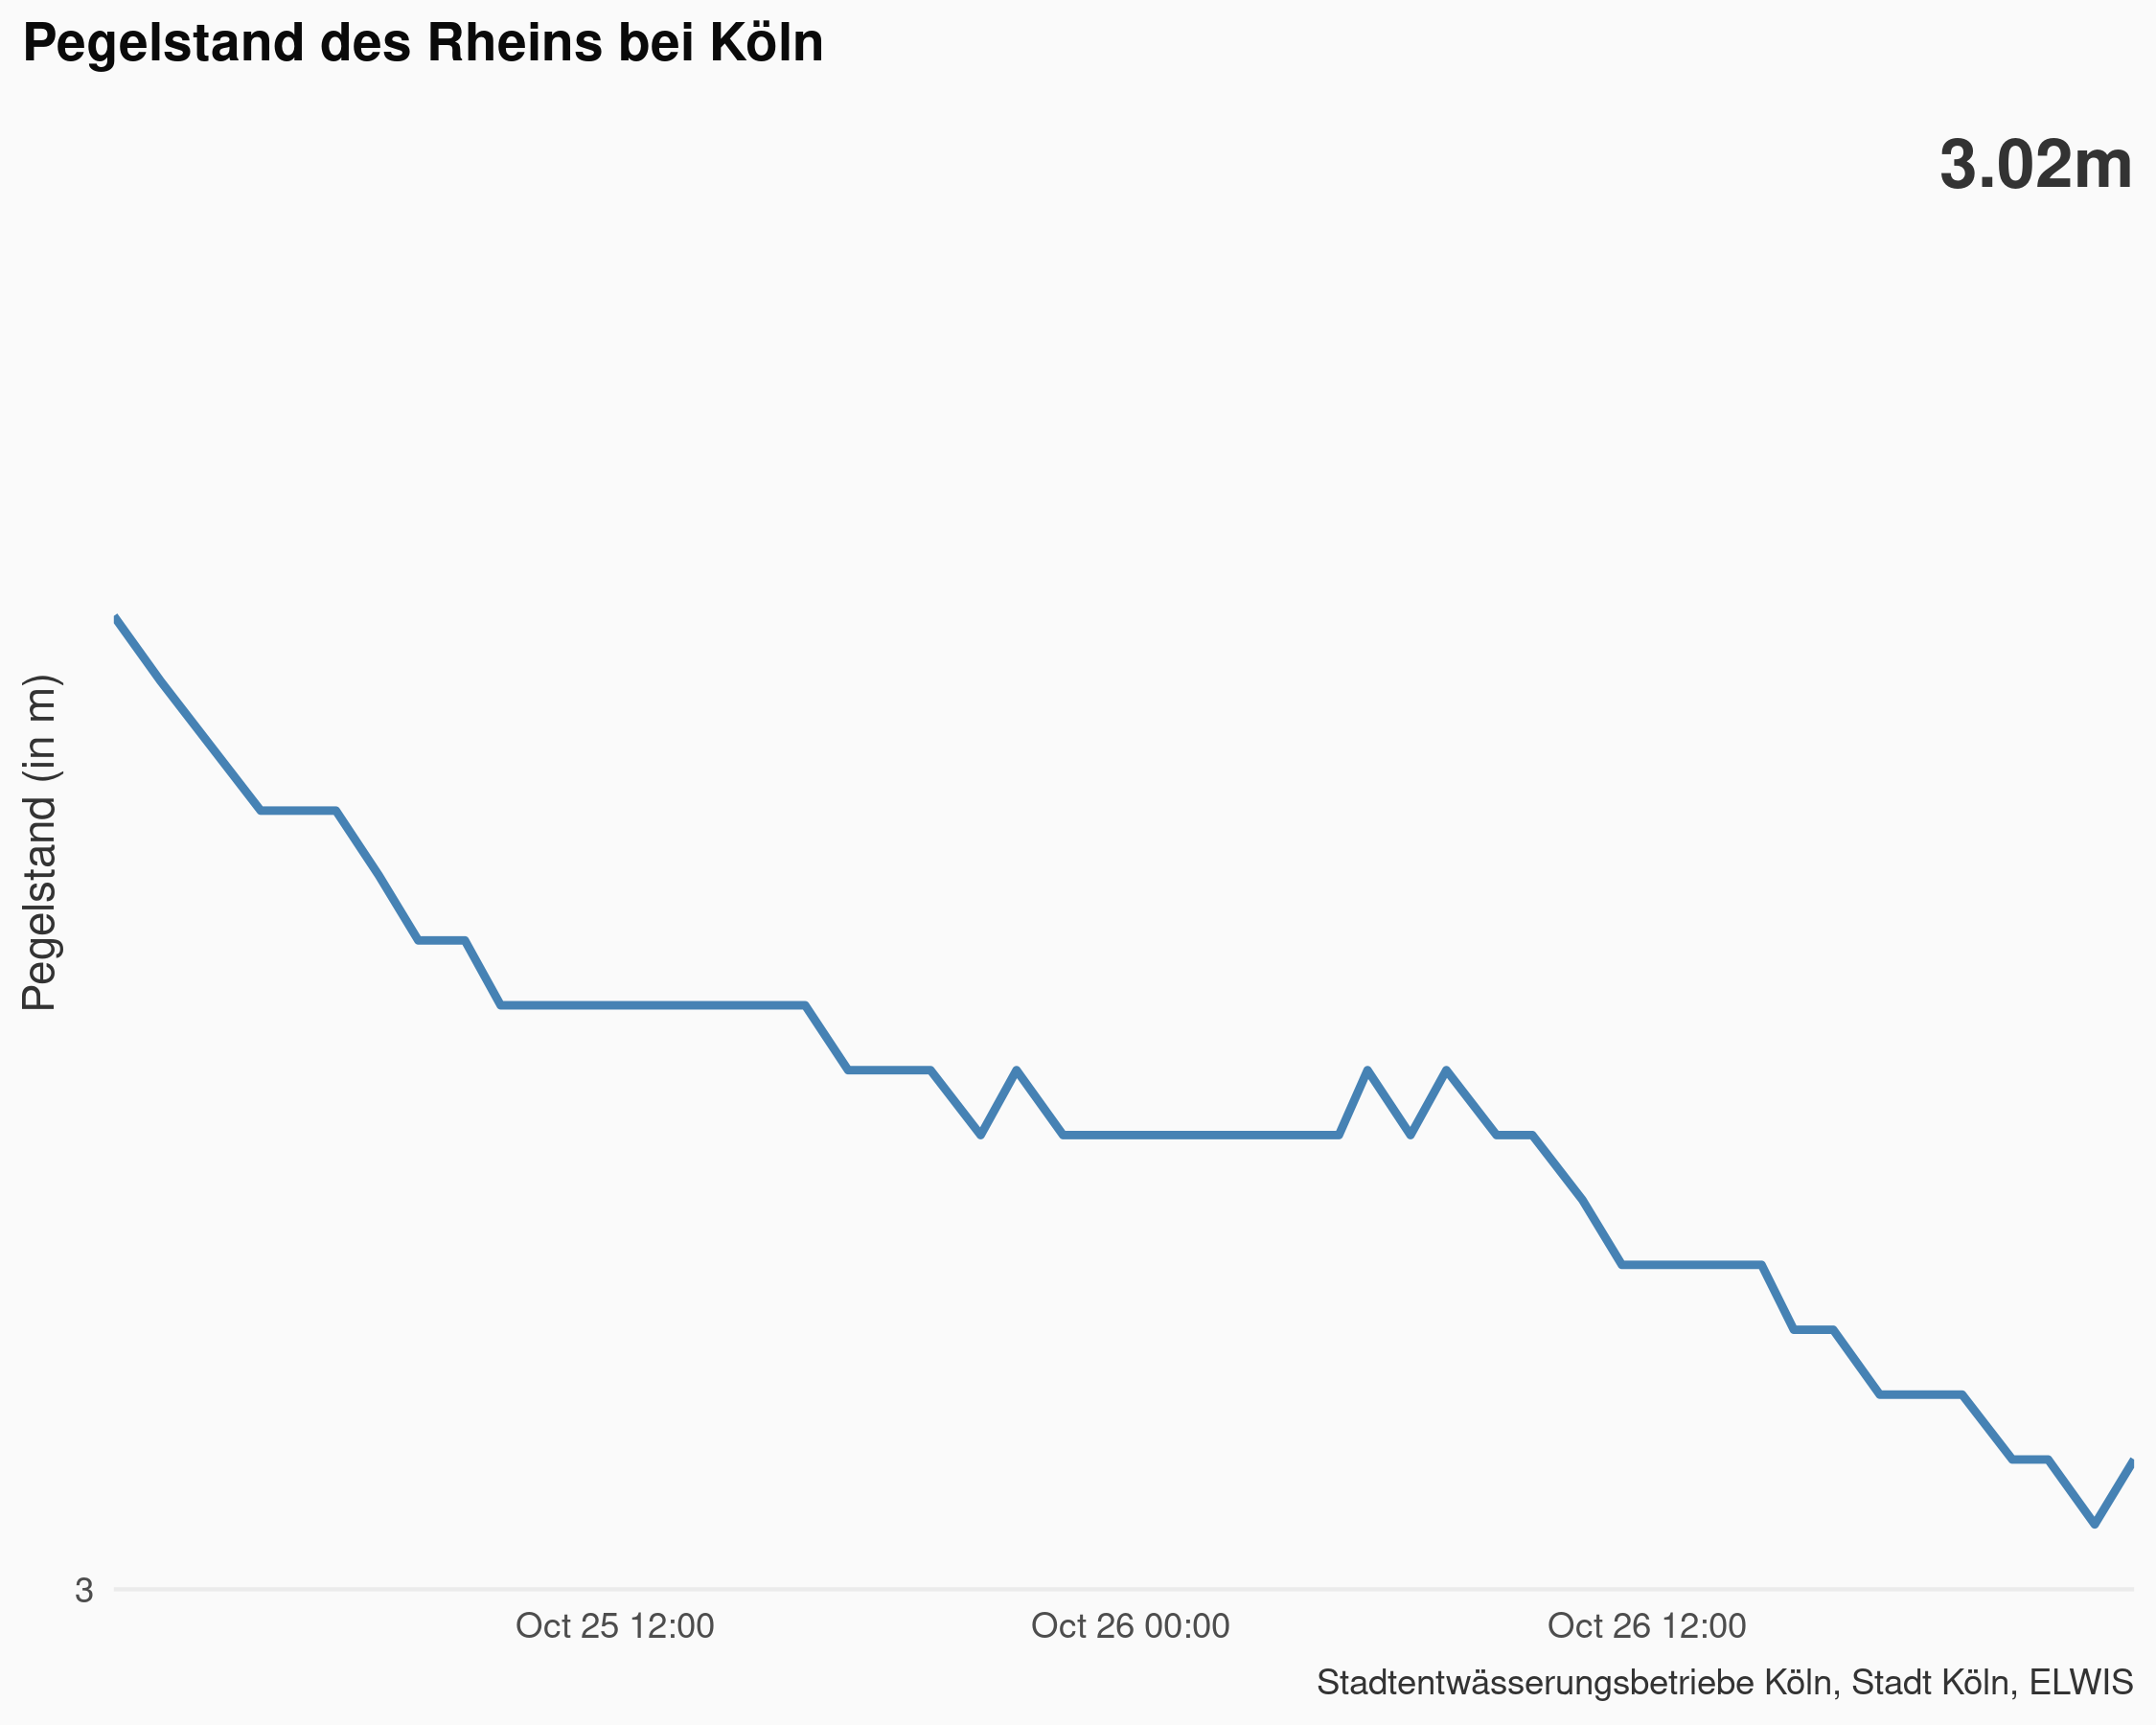 Pegelstand des Rheins bei Köln
3.02m
Pegelstand (in m)
3
Oct 25 12:00
Oct 26 00:00
Oct 26 12:00
Stadtentwässerungsbetriebe Köln, Stadt Köln, ELWIS